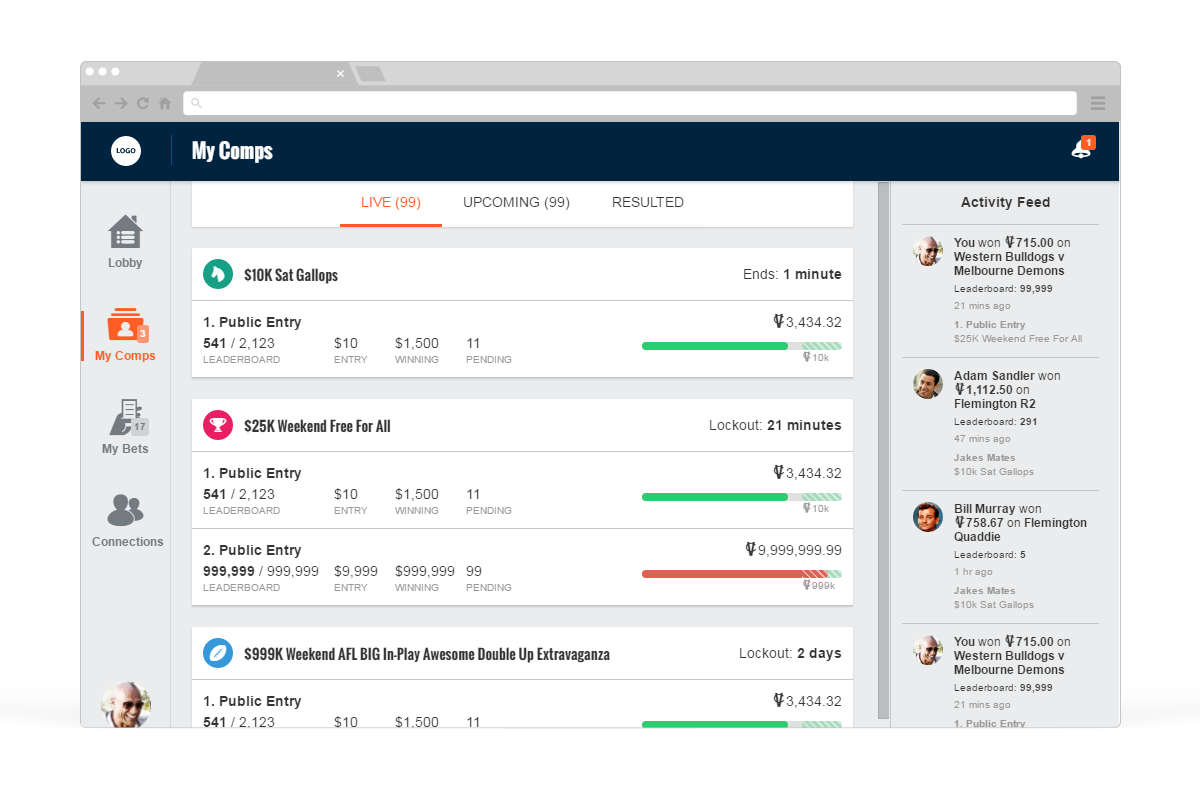 LOGO
My Comps
1
Lobby
3
My Comps
17
My Bets
Connections
LIVE (99)
UPCOMING (99)
RESULTED
$10K Sat Gallops
Ends: 1 minute
1. Public Entry
3,434.32
541 / 2,123
$10
$1,500
11
LEADERBOARD
ENTRY
WINNING
PENDING
10k
$25K Weekend Free For All
Lockout: 21 minutes
1. Public Entry
3,434.32
541 / 2,123
$10
$1,500
11
LEADERBOARD
ENTRY
WINNING
PENDING
10k
2. Public Entry
9,999,999.99
999,999 / 999,999
$9,999
$999,999
99
LEADERBOARD
ENTRY
WINNING
PENDING
999k
$999K Weekend AFL BIG In-Play Awesome Double Up Extravaganza
Lockout: 2 days
1. Public Entry
3,434.32
541 / 2,123
$10
$1,500
11
Activity Feed
You won 715.00 on
Western Bulldogs v
Melbourne Demons
Leaderboard: 99,999
21 mins ago
1. Public Entry
$25K Weekend Free For All
Adam Sandler won
1,112.50 on
Flemington R2
Leaderboard: 291
47 mins ago
Jakes Mates
$10k Sat Gallops
Bill Murray won
758.67 on Flemington
Quaddie
Leaderboard: 5
1 hr ago
Jakes Mates
$10k Sat Gallops
You won 715.00 on
Western Bulldogs v
Melbourne Demons
Leaderboard: 99,999
21 mins ago
1. Public Entry